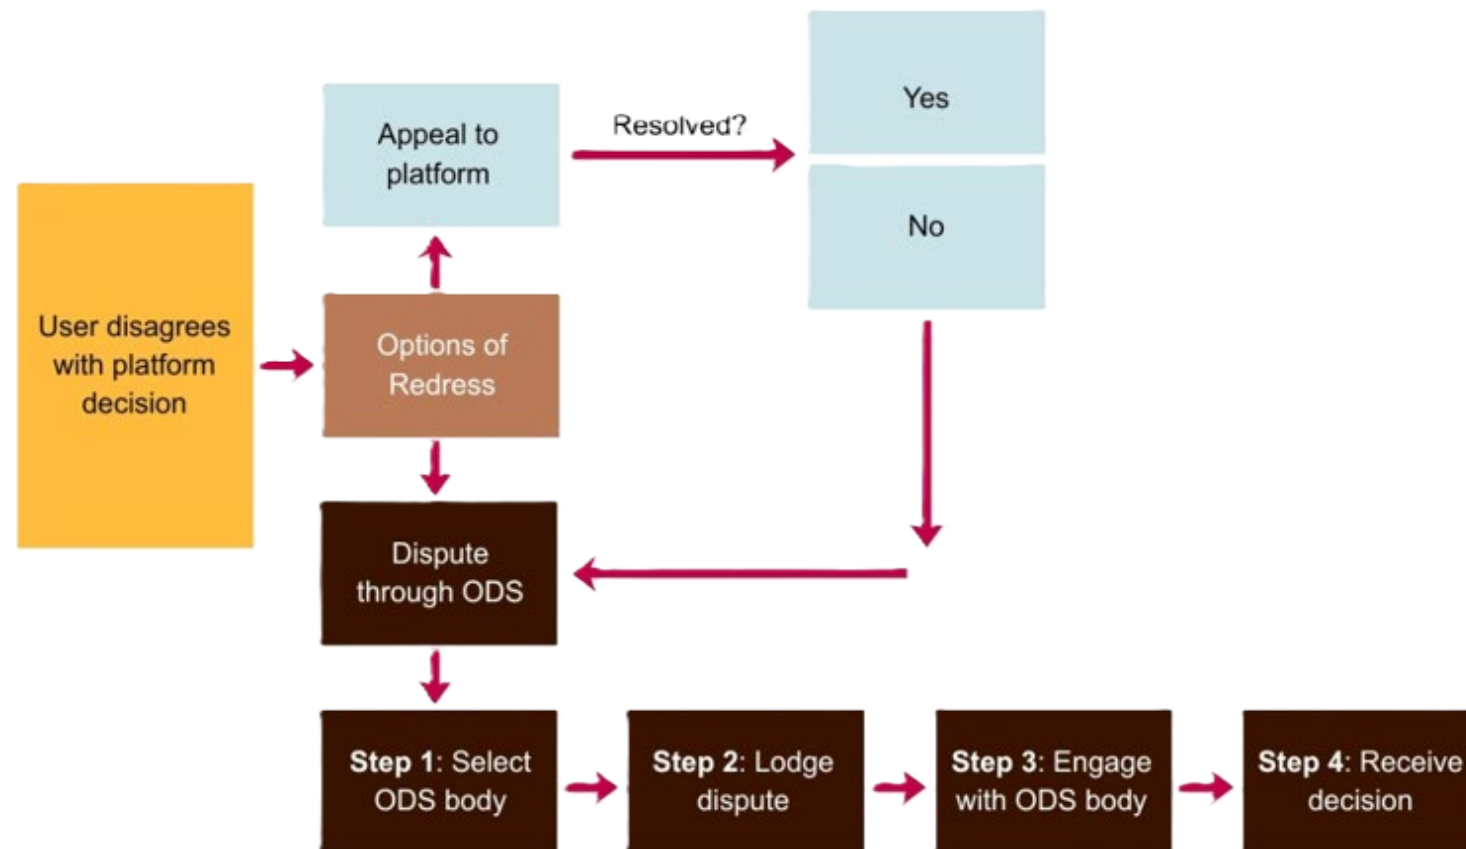 Yes
Appeal to
platform
Resolved?
No
User disagrees
with platform
decision
Options of
Redress
Dispute
through ODS
Step 1: Select
ODS body
Step 2: Lodge
dispute
Step 3: Engage
with ODS body
Step 4: Receive
decision